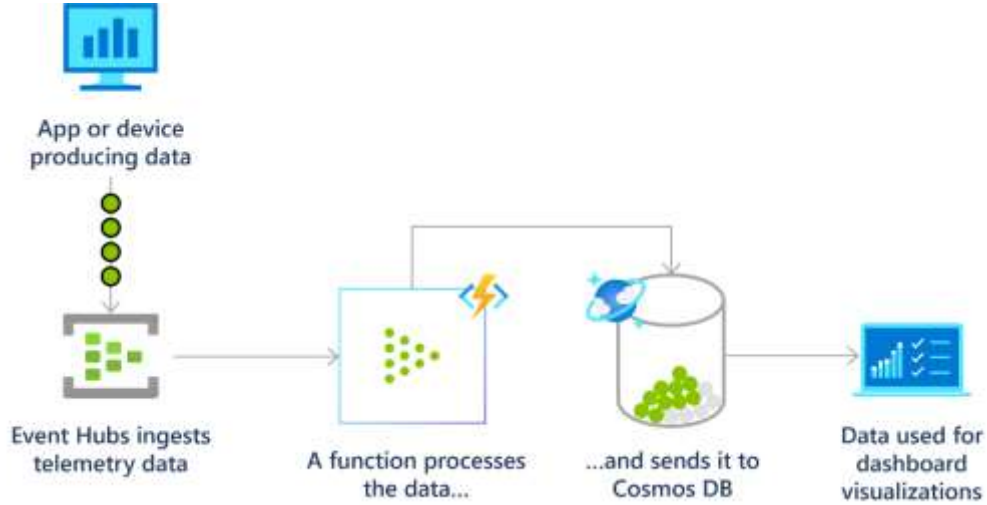 App or device
producing data
Event Hubs ingests
telemetry data
A function processes
the data...
...and sends it to
Cosmos DB
Data used for
dashboard
visualizations